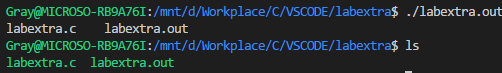 Gray@MICROSO-RB9A76I:/mnt/d/Workplace/C/VSCODE/labextra$ ./labextra.out
labextra.c    labextra.out
Gray@MICROSO-RB9A76I:/mnt/d/Workplace/C/VSCODE/labextra$ ls
labextra.c  labextra.out